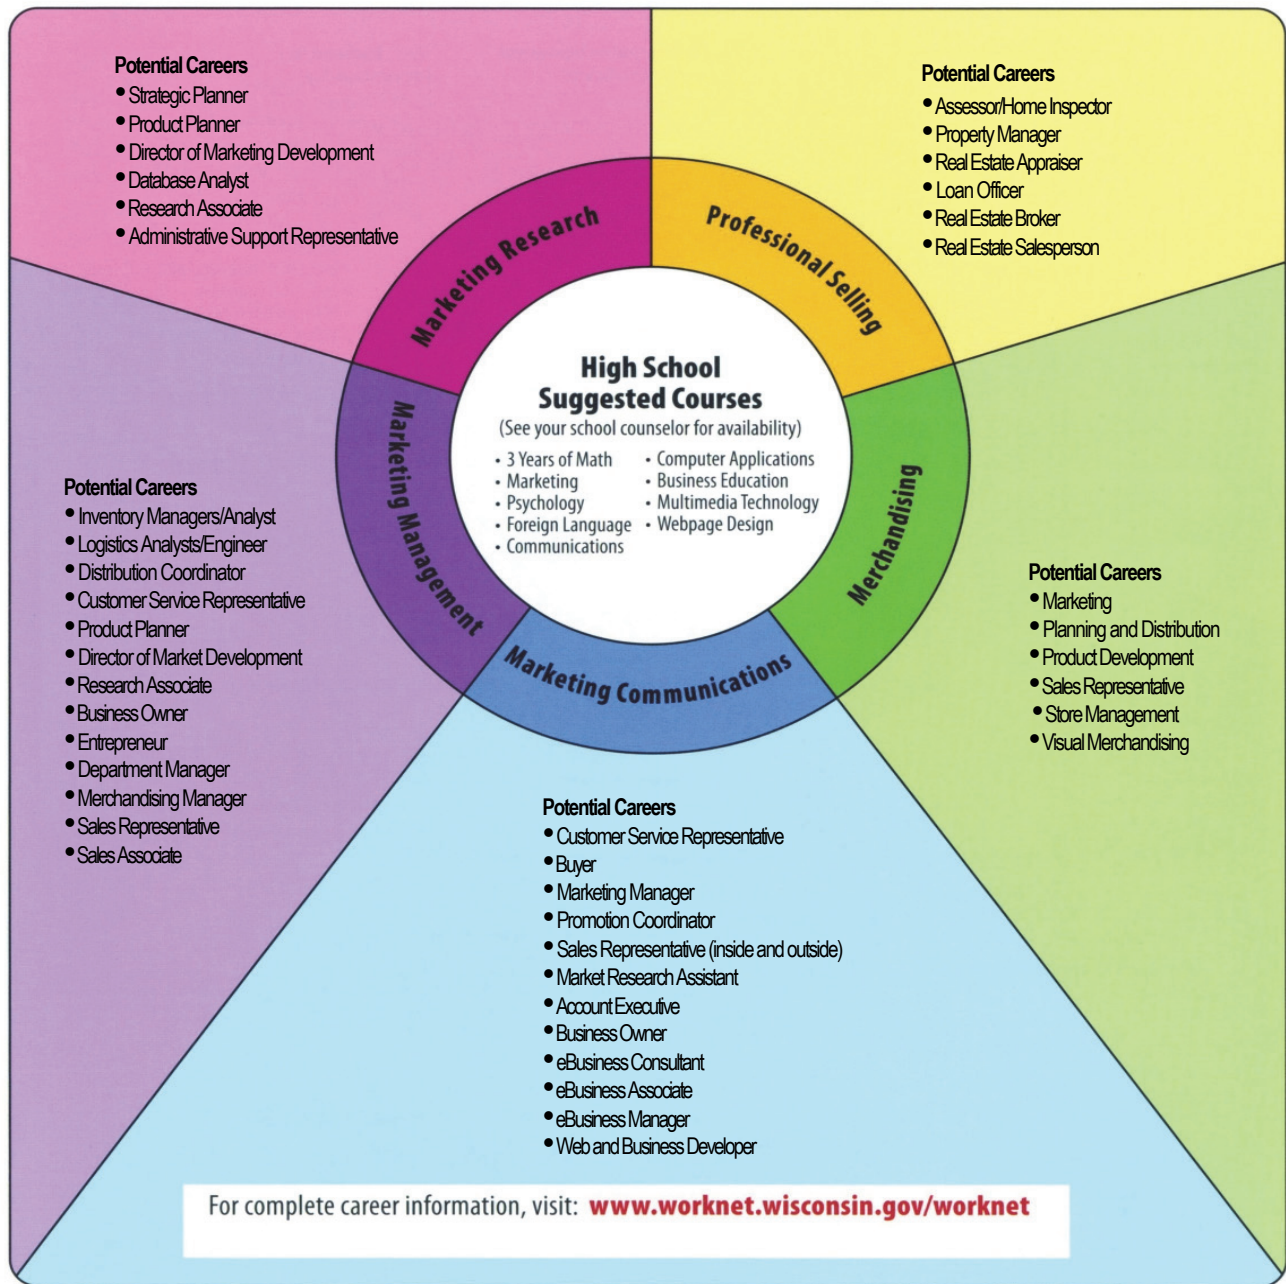 Potential Careers
• Strategic Planner
• Product Planner
• Director of Marketing Development
• Database Analyst
• Research Associate
• Administrative Support Representative
Potential Careers
• Assessor/Home Inspector
• Property Manager
• Real Estate Appraiser
• Loan Officer
• Real Estate Broker
• Real Estate Salesperson
Marketing Research
Professional Selling
Marketing Management
Merchandising
Marketing Communications
High School
Suggested Courses
(See your school counselor for availability)
• 3 Years of Math
• Marketing
• Psychology
• Foreign Language
• Communications
• Computer Applications
• Business Education
• Multimedia Technology
• Webpage Design
Potential Careers
• Inventory Managers/Analyst
• Logistics Analysts/Engineer
• Distribution Coordinator
• Customer Service Representative
• Product Planner
• Director of Market Development
• Research Associate
• Business Owner
• Entrepreneur
• Department Manager
• Merchandising Manager
• Sales Representative
• Sales Associate
Potential Careers
• Marketing
• Planning and Distribution
• Product Development
• Sales Representative
• Store Management
• Visual Merchandising
Potential Careers
• Customer Service Representative
• Buyer
• Marketing Manager
• Promotion Coordinator
• Sales Representative (inside and outside)
• Market Research Assistant
• Account Executive
• Business Owner
• eBusiness Consultant
• eBusiness Associate
• eBusiness Manager
• Web and Business Developer
For complete career information, visit: www.worknet.wisconsin.gov/worknet